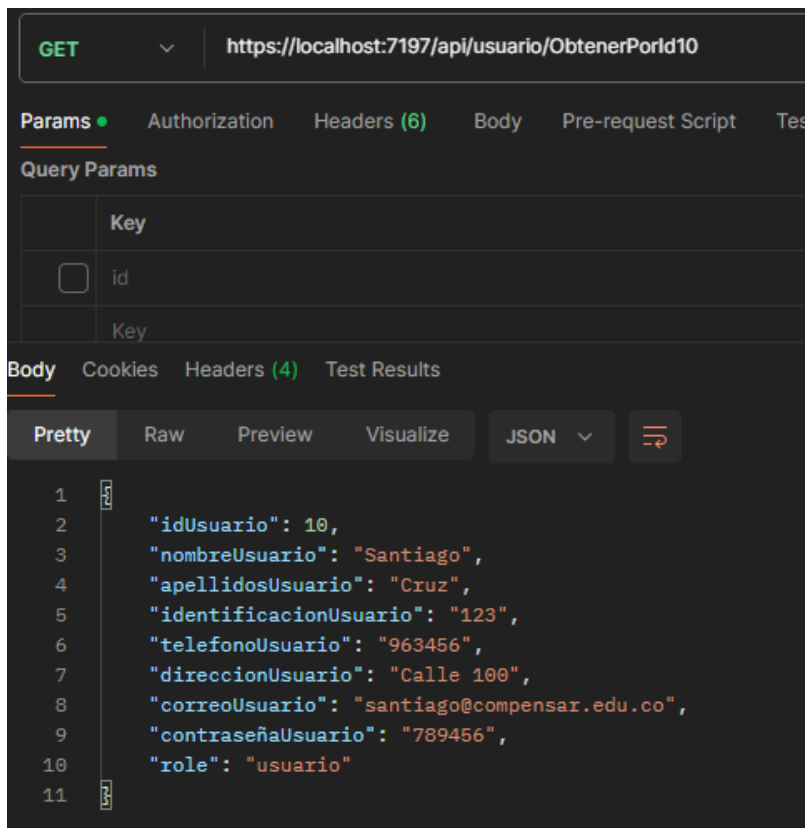 GET https://localhost:7197/api/usuario/ObtenerPorId10
Params Authorization Headers (6) Body Pre-request Script Tes
Query Params
Key
id
Key
Body Cookies Headers (4) Test Results
Pretty Raw Preview Visualize JSON
1 {
2 "idUsuario": 10,
3 "nombreUsuario": "Santiago",
4 "apellidosUsuario": "Cruz",
5 "identificacionUsuario": "123",
6 "telefonoUsuario": "963456",
7 "direccionUsuario": "Calle 100",
8 "correoUsuario": "santiago@compensar.edu.co",
9 "contraseñaUsuario": "789456",
10 "role": "usuario"
11 }